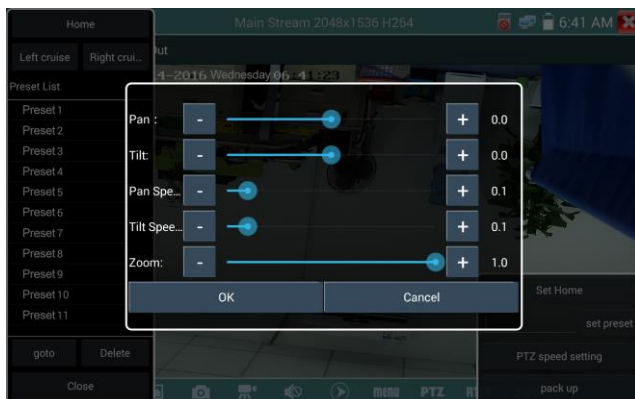 Home
Main Stream 2048x1536 H264
6:41 AM
Left cruise
Right crui...
Out
4-2016 Wednesday 06
Preset List
Preset 1
Preset 2
Preset 3
Preset 4
Preset 5
Preset 6
Preset 7
Preset 8
Preset 9
Preset 10
Preset 11
Pan :
-
+
0.0
Tilt:
-
+
0.0
Pan Spe...
-
+
0.1
Tilt Spee...
-
+
0.1
Zoom:
-
+
1.0
OK
Cancel
Set Home
set preset
goto
Delete
PTZ speed setting
Close
menu
PTZ
pack up